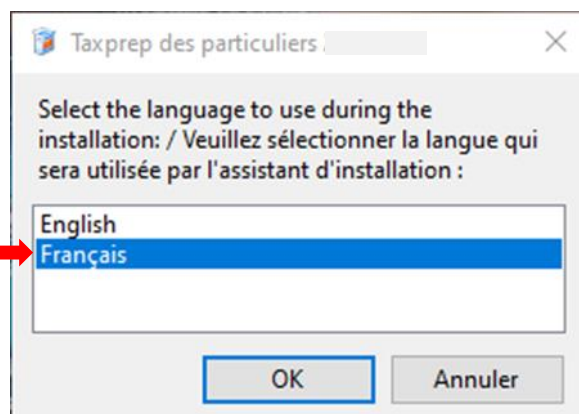 Taxprep des particuliers
Select the language to use during the
installation: / Veuillez sélectionner la langue qui
sera utilisée par l'assistant d'installation :
English
Français
OK
Annuler